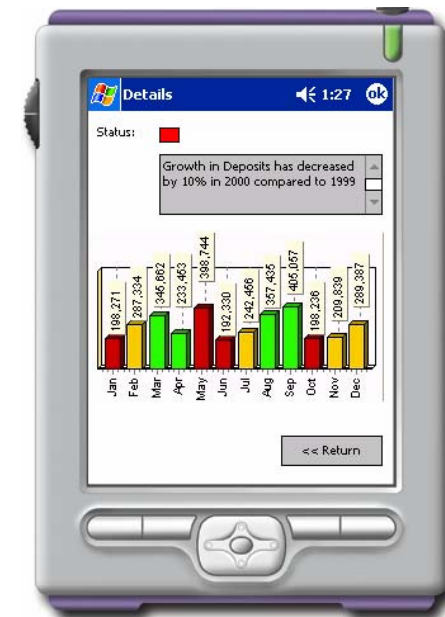 Details 1:27 ok
Status:
Growth in Deposits has decreased
by 10% in 2000 compared to 1999
198,271
287,334
345,662
233,453
398,744
192,330
242,466
357,435
405,057
198,236
209,839
289,387
Jan
Feb
Mar
Apr
May
Jun
Jul
Aug
Sep
Oct
Nov
Dec
<< Return